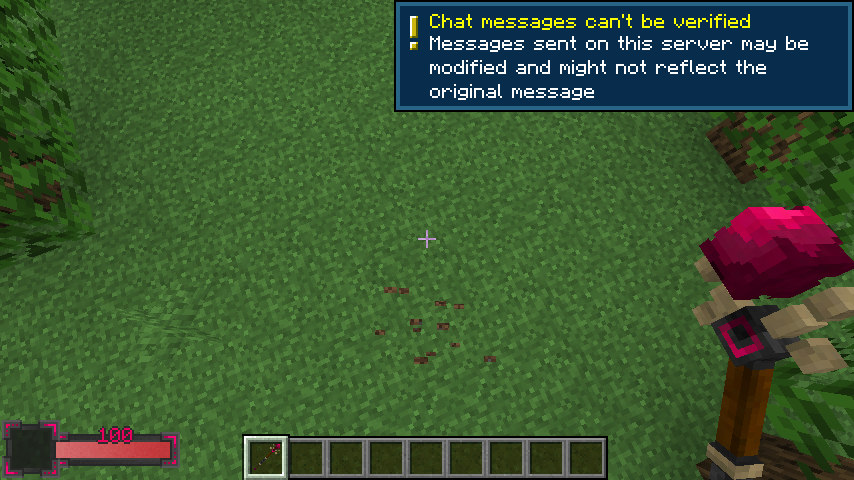 Chat messages can't be verified
Messages sent on this server may be
modified and might not reflect the
original message
100